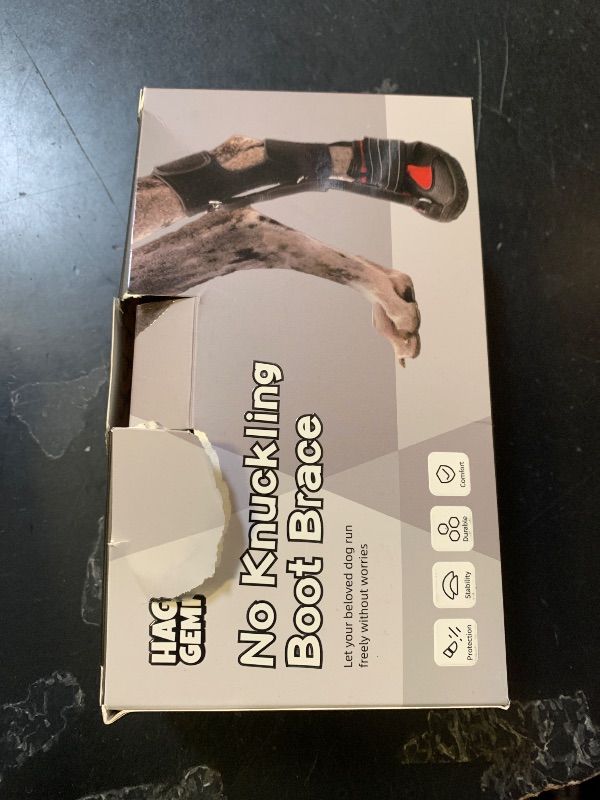 HAG
GEMI
No Knuckling
Boot Brace
Let your beloved dog run
freely without worries
Protection
Stability
Durable
Comfort